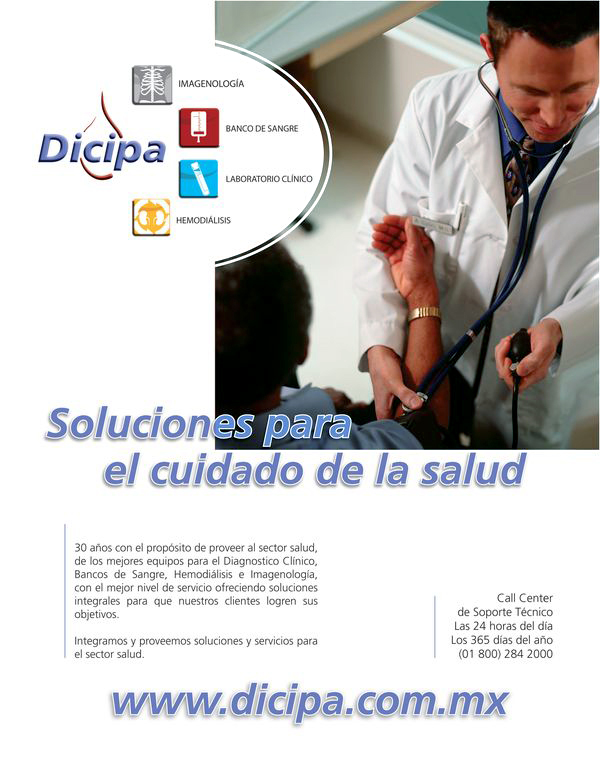 IMAGENOLOGÍA
Dicipa
BANCO DE SANGRE
LABORATORIO CLÍNICO
HEMODIÁLISIS
Soluciones para
el cuidado de la salud
30 años con el propósito de proveer al sector salud,
de los mejores equipos para el Diagnostico Clínico,
Bancos de Sangre, Hemodiálisis e Imagenología,
con el mejor nivel de servicio ofreciendo soluciones
integrales para que nuestros clientes logren sus
objetivos.
Integramos y proveemos soluciones y servicios para
el sector salud.
Call Center
de Soporte Técnico
Las 24 horas del día
Los 365 días del año
(01 800) 284 2000
www.dicipa.com.mx